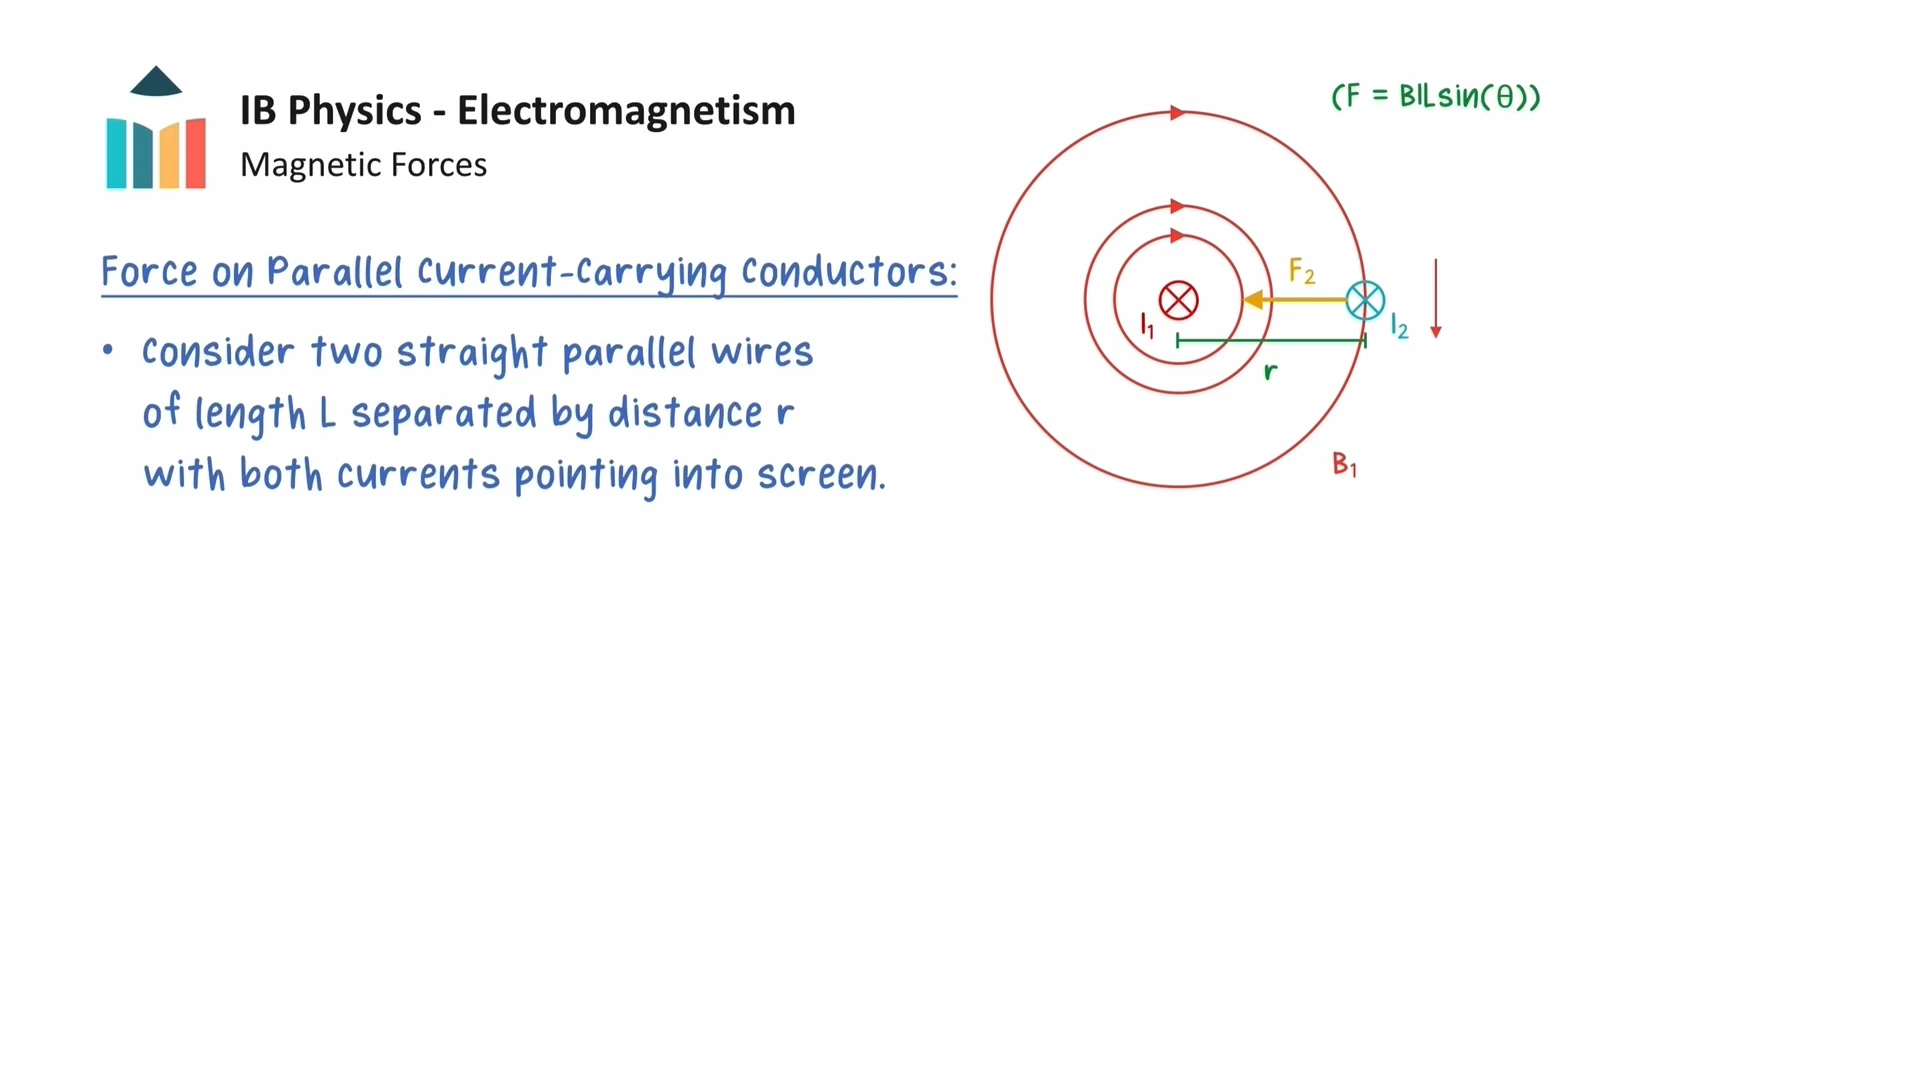 IB Physics - Electromagnetism
Magnetic Forces
Force on Parallel Current-Carrying Conductors:
• Consider two straight parallel wires
of length L separated by distance r
with both currents pointing into screen.
(F = BILsin(θ))
F₂
I₁
I₂
r
B₁